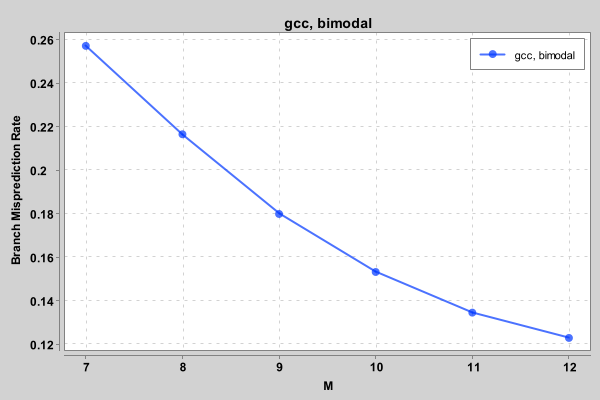 gcc, bimodal
gcc, bimodal
Branch Misprediction Rate
0.26
0.24
0.22
0.2
0.18
0.16
0.14
0.12
7 8 9 10 11 12
M